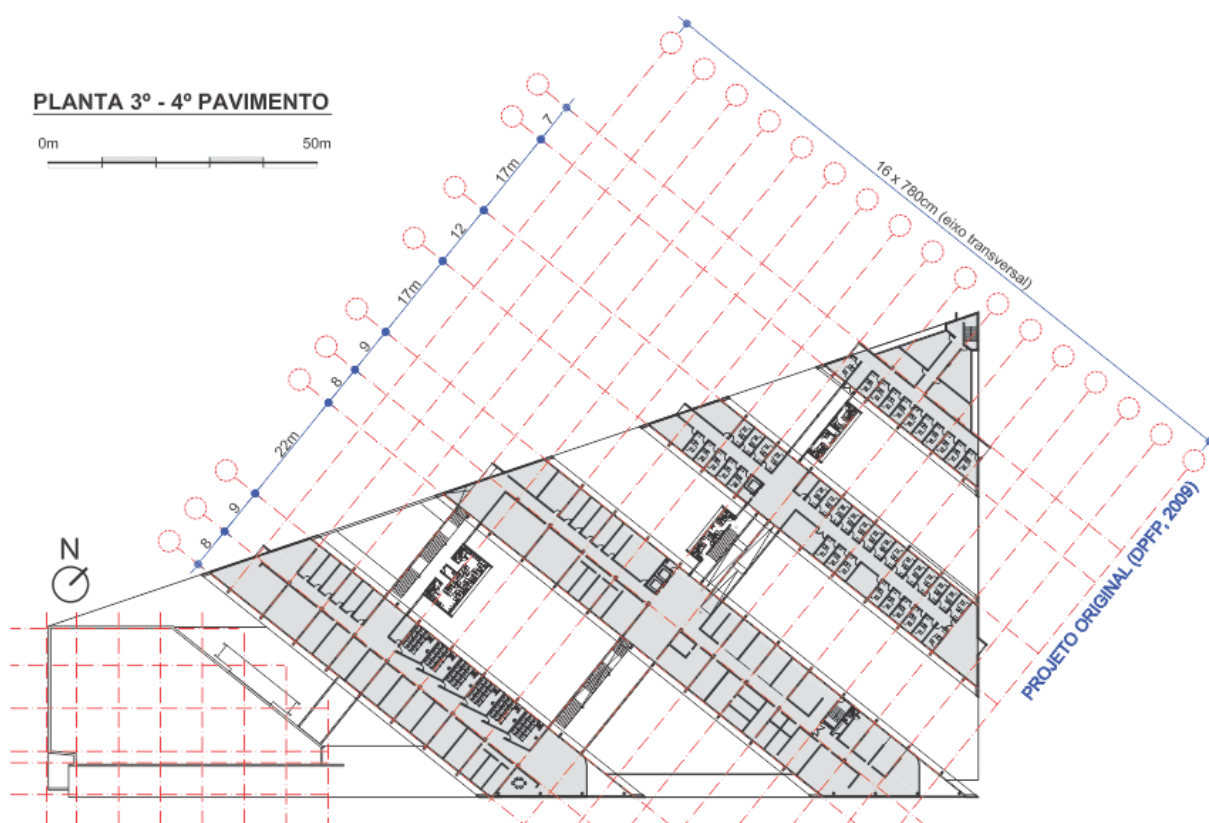 PLANTA 3º - 4º PAVIMENTO
0m
50m
7
17m
12
17m
9
8
22m
9
8
16 x 780cm (eixo transversal)
N
PROJETO ORIGINAL (DPFP, 2009)